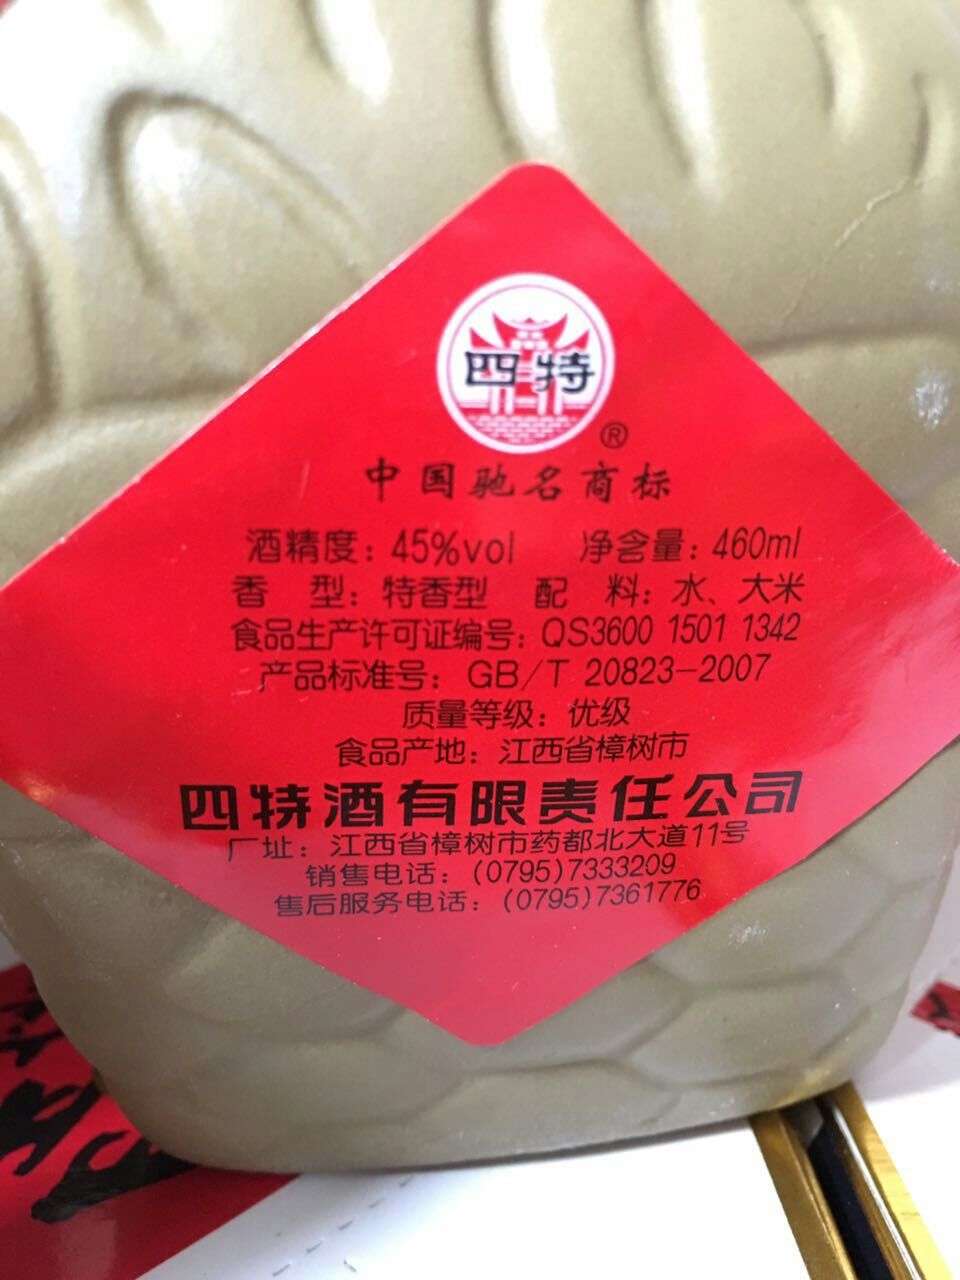 四特
®
中国驰名商标
酒精度：45%vol 净含量：460ml
香 型：特香型 配 料：水、大米
食品生产许可证编号：QS3600 1501 1342
产品标准号：GB/T 20823-2007
质量等级：优级
食品产地：江西省樟树市
四特酒有限责任公司
厂址：江西省樟树市药都北大道11号
销售电话：(0795)7333209
售后服务电话：(0795)7361776